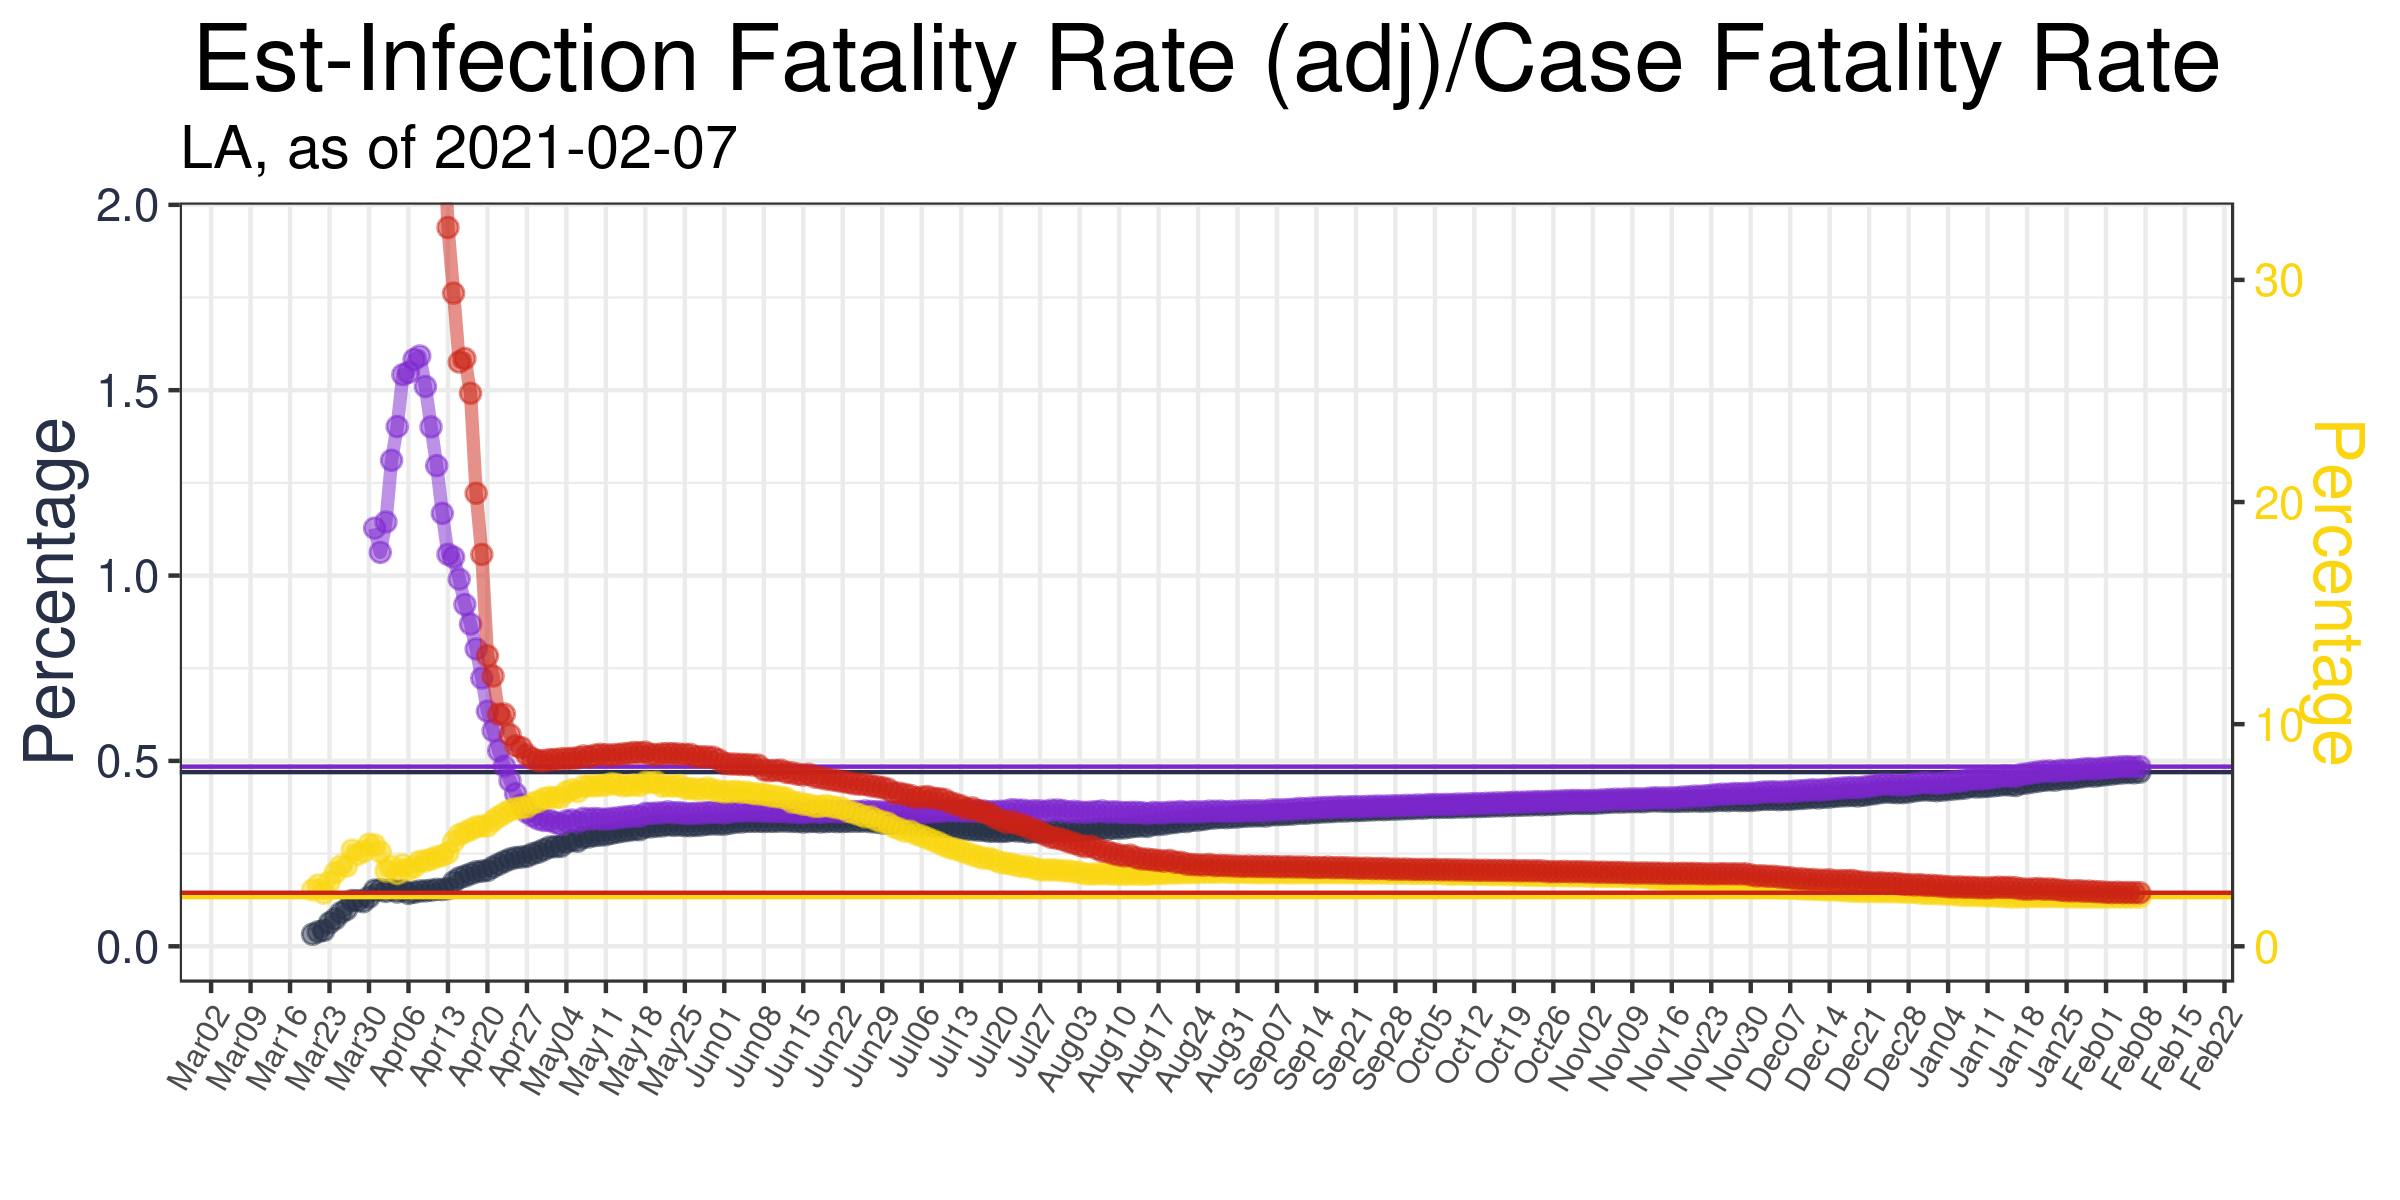 Est-Infection Fatality Rate (adj)/Case Fatality Rate
LA, as of 2021-02-07
Percentage
2.0
1.5
1.0
0.5
0.0
30
20
10
0
Percentage
Mar02
Mar09
Mar16
Mar23
Mar30
Apr06
Apr13
Apr20
Apr27
May04
May11
May18
May25
Jun01
Jun08
Jun15
Jun22
Jun29
Jul06
Jul13
Jul20
Jul27
Aug03
Aug10
Aug17
Aug24
Aug31
Sep07
Sep14
Sep21
Sep28
Oct05
Oct12
Oct19
Oct26
Nov02
Nov09
Nov16
Nov23
Nov30
Dec07
Dec14
Dec21
Dec28
Dec04
Jan11
Jan18
Jan25
Feb01
Feb08
Feb15
Feb22